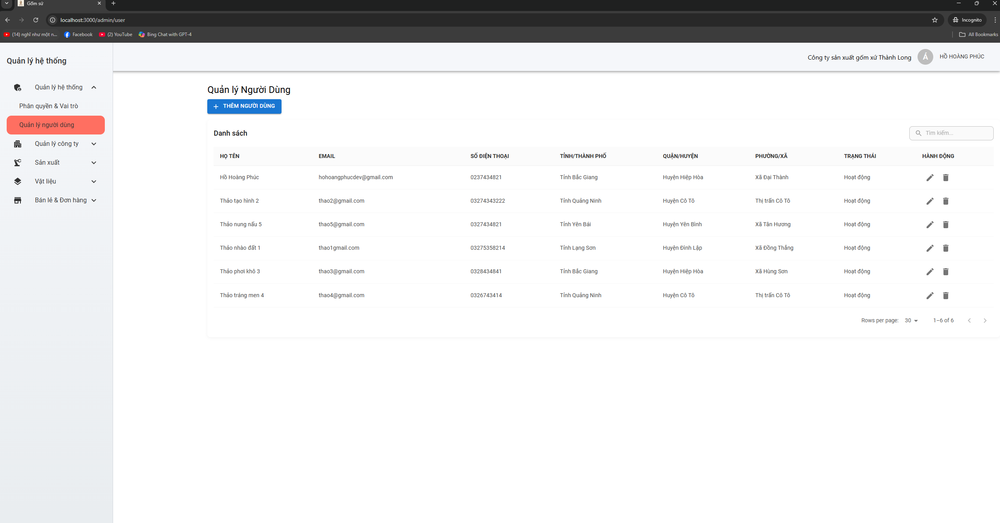 Gốm sứ
localhost:3000/admin/user
Incognito
(14) nghĩ như một n...
Facebook
(2) YouTube
Bing Chat with GPT-4
All Bookmarks
Quản lý hệ thống
Công ty sản xuất gốm xứ Thành Long
Á
HỒ HOÀNG PHÚC
Quản lý hệ thống
Phân quyền & Vai trò
Quản lý người dùng
Quản lý công ty
Sản xuất
Vật liệu
Bán lẻ & Đơn hàng
Quản lý Người Dùng
THÊM NGƯỜI DÙNG
Danh sách
Tìm kiếm...
HỌ TÊN EMAIL SỐ ĐIỆN THOẠI TỈNH/THÀNH PHỐ QUẬN/HUYỆN PHƯỜNG/XÃ TRẠNG THÁI HÀNH ĐỘNG
Hồ Hoàng Phúc hohoangphucdev@gmail.com 0237434821 Tỉnh Bắc Giang Huyện Hiệp Hòa Xã Đại Thành Hoạt động
Thảo tạo hình 2 thao2@gmail.com 03274343222 Tỉnh Quảng Ninh Huyện Cô Tô Thị trấn Cô Tô Hoạt động
Thảo nung nấu 5 thao5@gmail.com 0327434821 Tỉnh Yên Bái Huyện Yên Bình Xã Tân Hương Hoạt động
Thảo nhào đất 1 thao1gmail.com 03275358214 Tỉnh Lạng Sơn Huyện Đình Lập Xã Đồng Thắng Hoạt động
Thảo phơi khô 3 thao3@gmail.com 0328434841 Tỉnh Bắc Giang Huyện Hiệp Hòa Xã Hùng Sơn Hoạt động
Thảo tráng men 4 thao4@gmail.com 0326743414 Tỉnh Quảng Ninh Huyện Cô Tô Thị trấn Cô Tô Hoạt động
Rows per page: 30 1–6 of 6